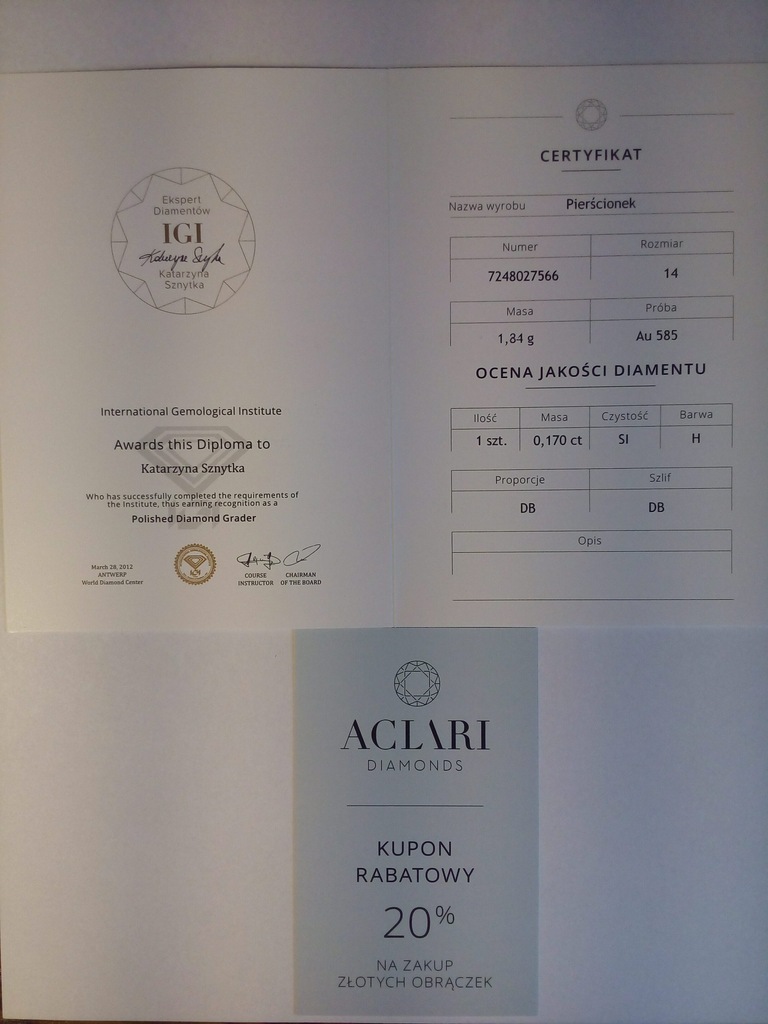 Ekspert
Diamentów
IGI
Katarzyna
Sznytka
International Gemological Institute
Awards this Diploma to
Katarzyna Sznytka
Who has successfully completed the requirements of
the Institute, thus earning recognition as a
Polished Diamond Grader
March 28, 2012
ANTWERP
World Diamond Center
COURSE INSTRUCTOR
CHAIRMAN OF THE BOARD
CERTYFIKAT
Nazwa wyrobu Pierścionek
Numer Rozmiar
7248027566 14
Masa Próba
1,84 g Au 585
OCENA JAKOŚCI DIAMENTU
Ilość Masa Czystość Barwa
1 szt. 0,170 ct SI H
Proporcje Szlif
DB DB
Opis
ACLARI
DIAMONDS
KUPON
RABATOWY
20%
NA ZAKUP
ZŁOTYCH OBRĄCZEK